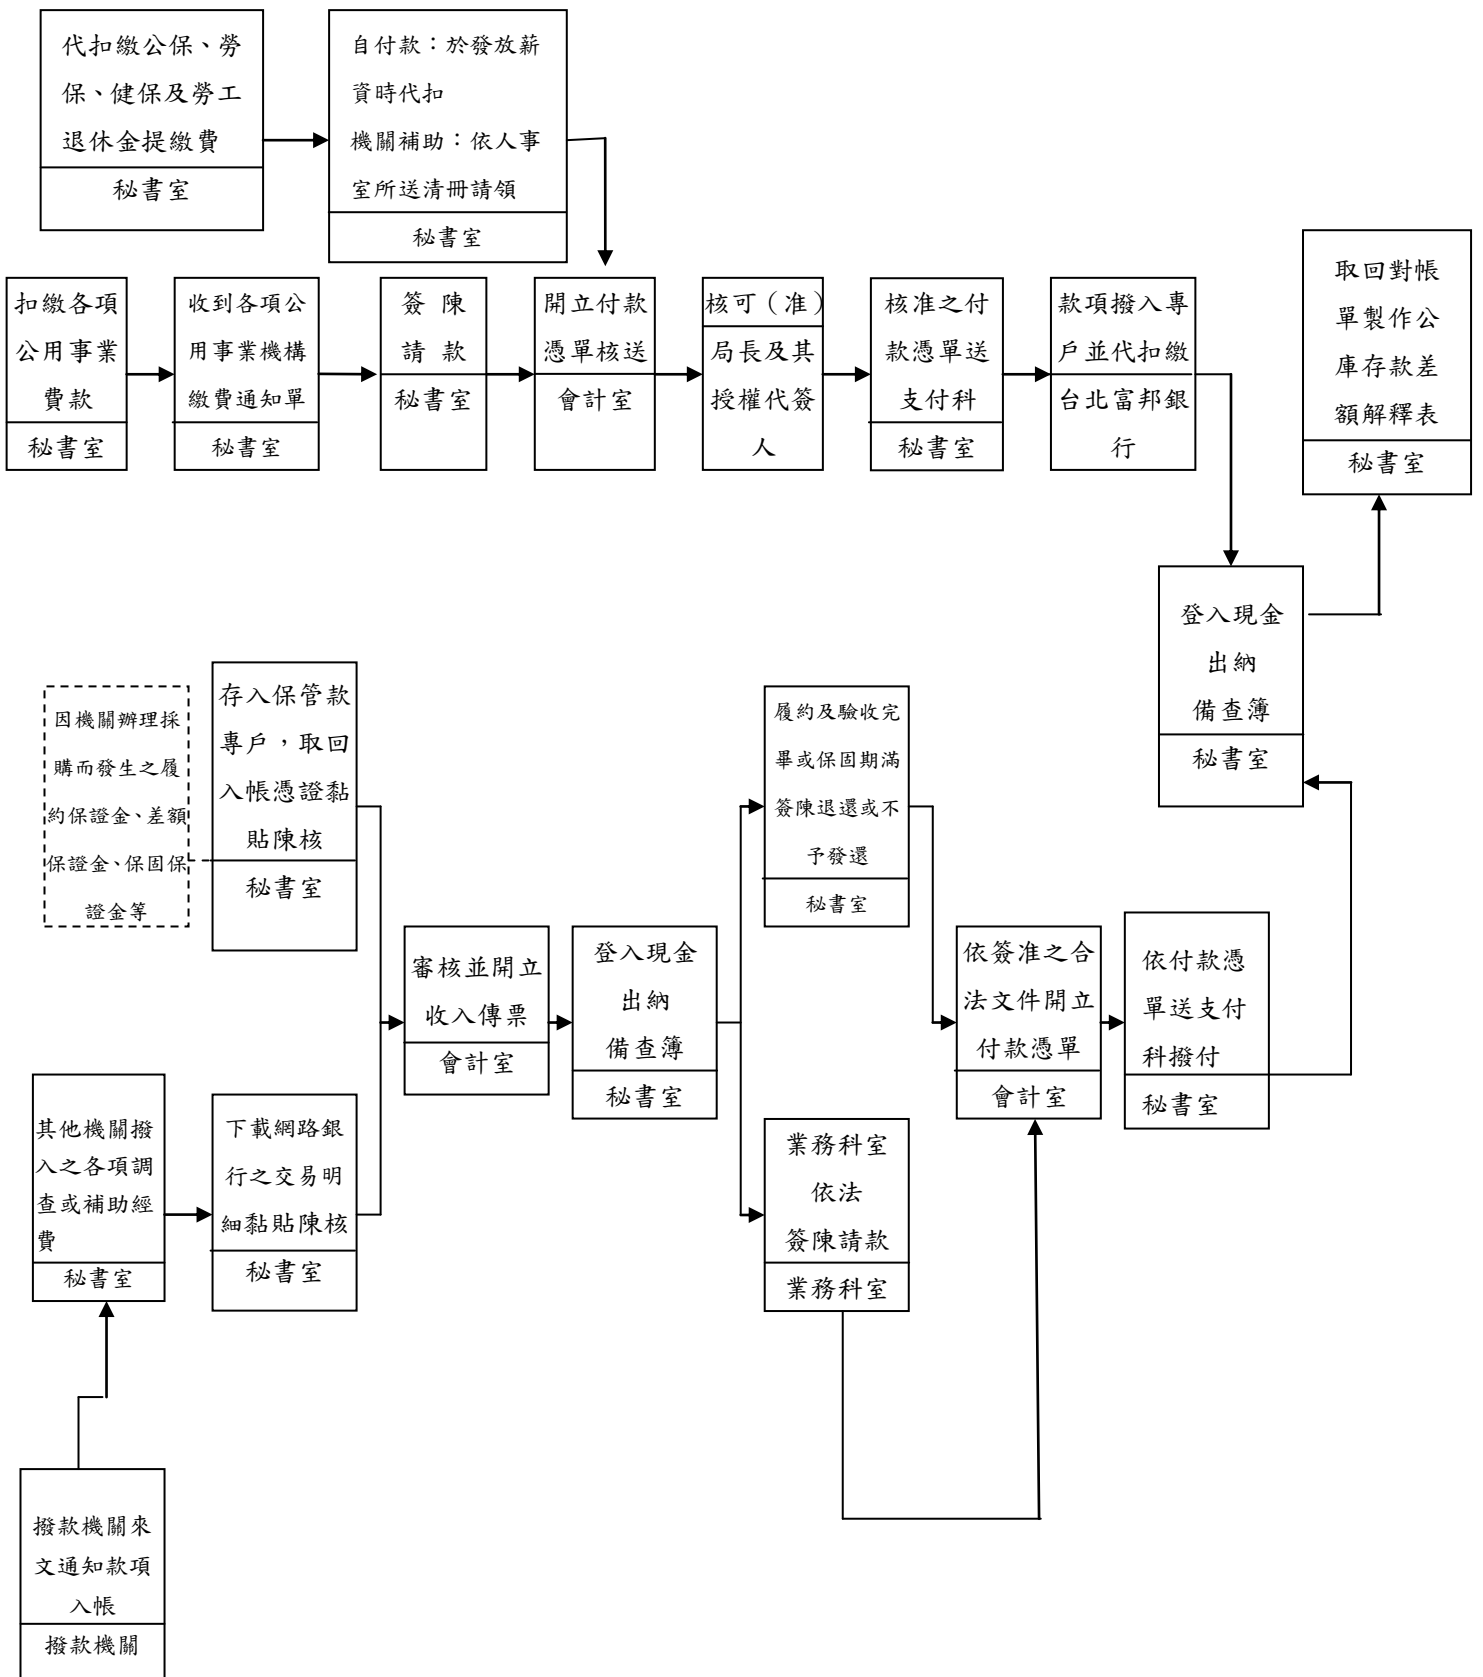 代扣繳公保、勞
保、健保及勞工
退休金提繳費
秘書室
自付款：於發放薪
資時代扣
機關補助：依人事
室所送清冊請領
秘書室
扣繳各項
公用事業
費款
秘書室
收到各項公
用事業機構
繳費通知單
秘書室
簽 陳
請 款
秘書室
開立付款
憑單核送
會計室
核可（准）
局長及其
授權代簽
人
核准之付
款憑單送
支付科
秘書室
款項撥入專
戶並代扣繳
台北富邦銀
行
取回對帳
單製作公
庫存款差
額解釋表
秘書室
登入現金
出納
備查簿
秘書室
因機關辦理採
購而發生之履
約保證金、差額
保證金、保固保
證金等
存入保管款
專戶，取回
入帳憑證黏
貼陳核
秘書室
履約及驗收完
畢或保固期滿
簽陳退還或不
予發還
秘書室
審核並開立
收入傳票
會計室
登入現金
出納
備查簿
秘書室
依簽准之合
法文件開立
付款憑單
會計室
依付款憑
單送支付
科撥付
秘書室
其他機關撥
入之各項調
查或補助經
費
秘書室
下載網路銀
行之交易明
細黏貼陳核
秘書室
業務科室
依法
簽陳請款
業務科室
撥款機關來
文通知款項
入帳
撥款機關